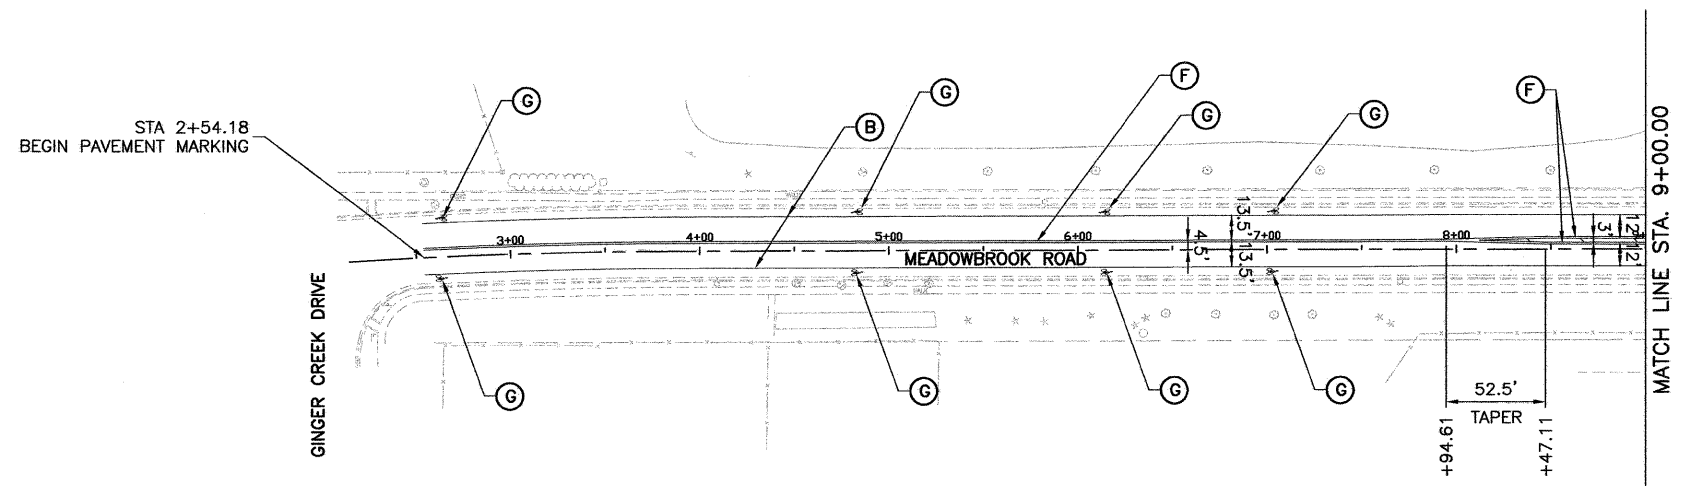 STA 2+54.18
BEGIN PAVEMENT MARKING
G
G
F
G
B
G
F
MATCH LINE STA. 9+00.00
3+00
4+00
5+00
6+00
7+00
8+00
13.5'
4.5'
13.5'
12'
3'
12'
MEADOWBROOK ROAD
GINGER CREEK DRIVE
G
G
G
G
52.5'
TAPER
+94.61
+47.11